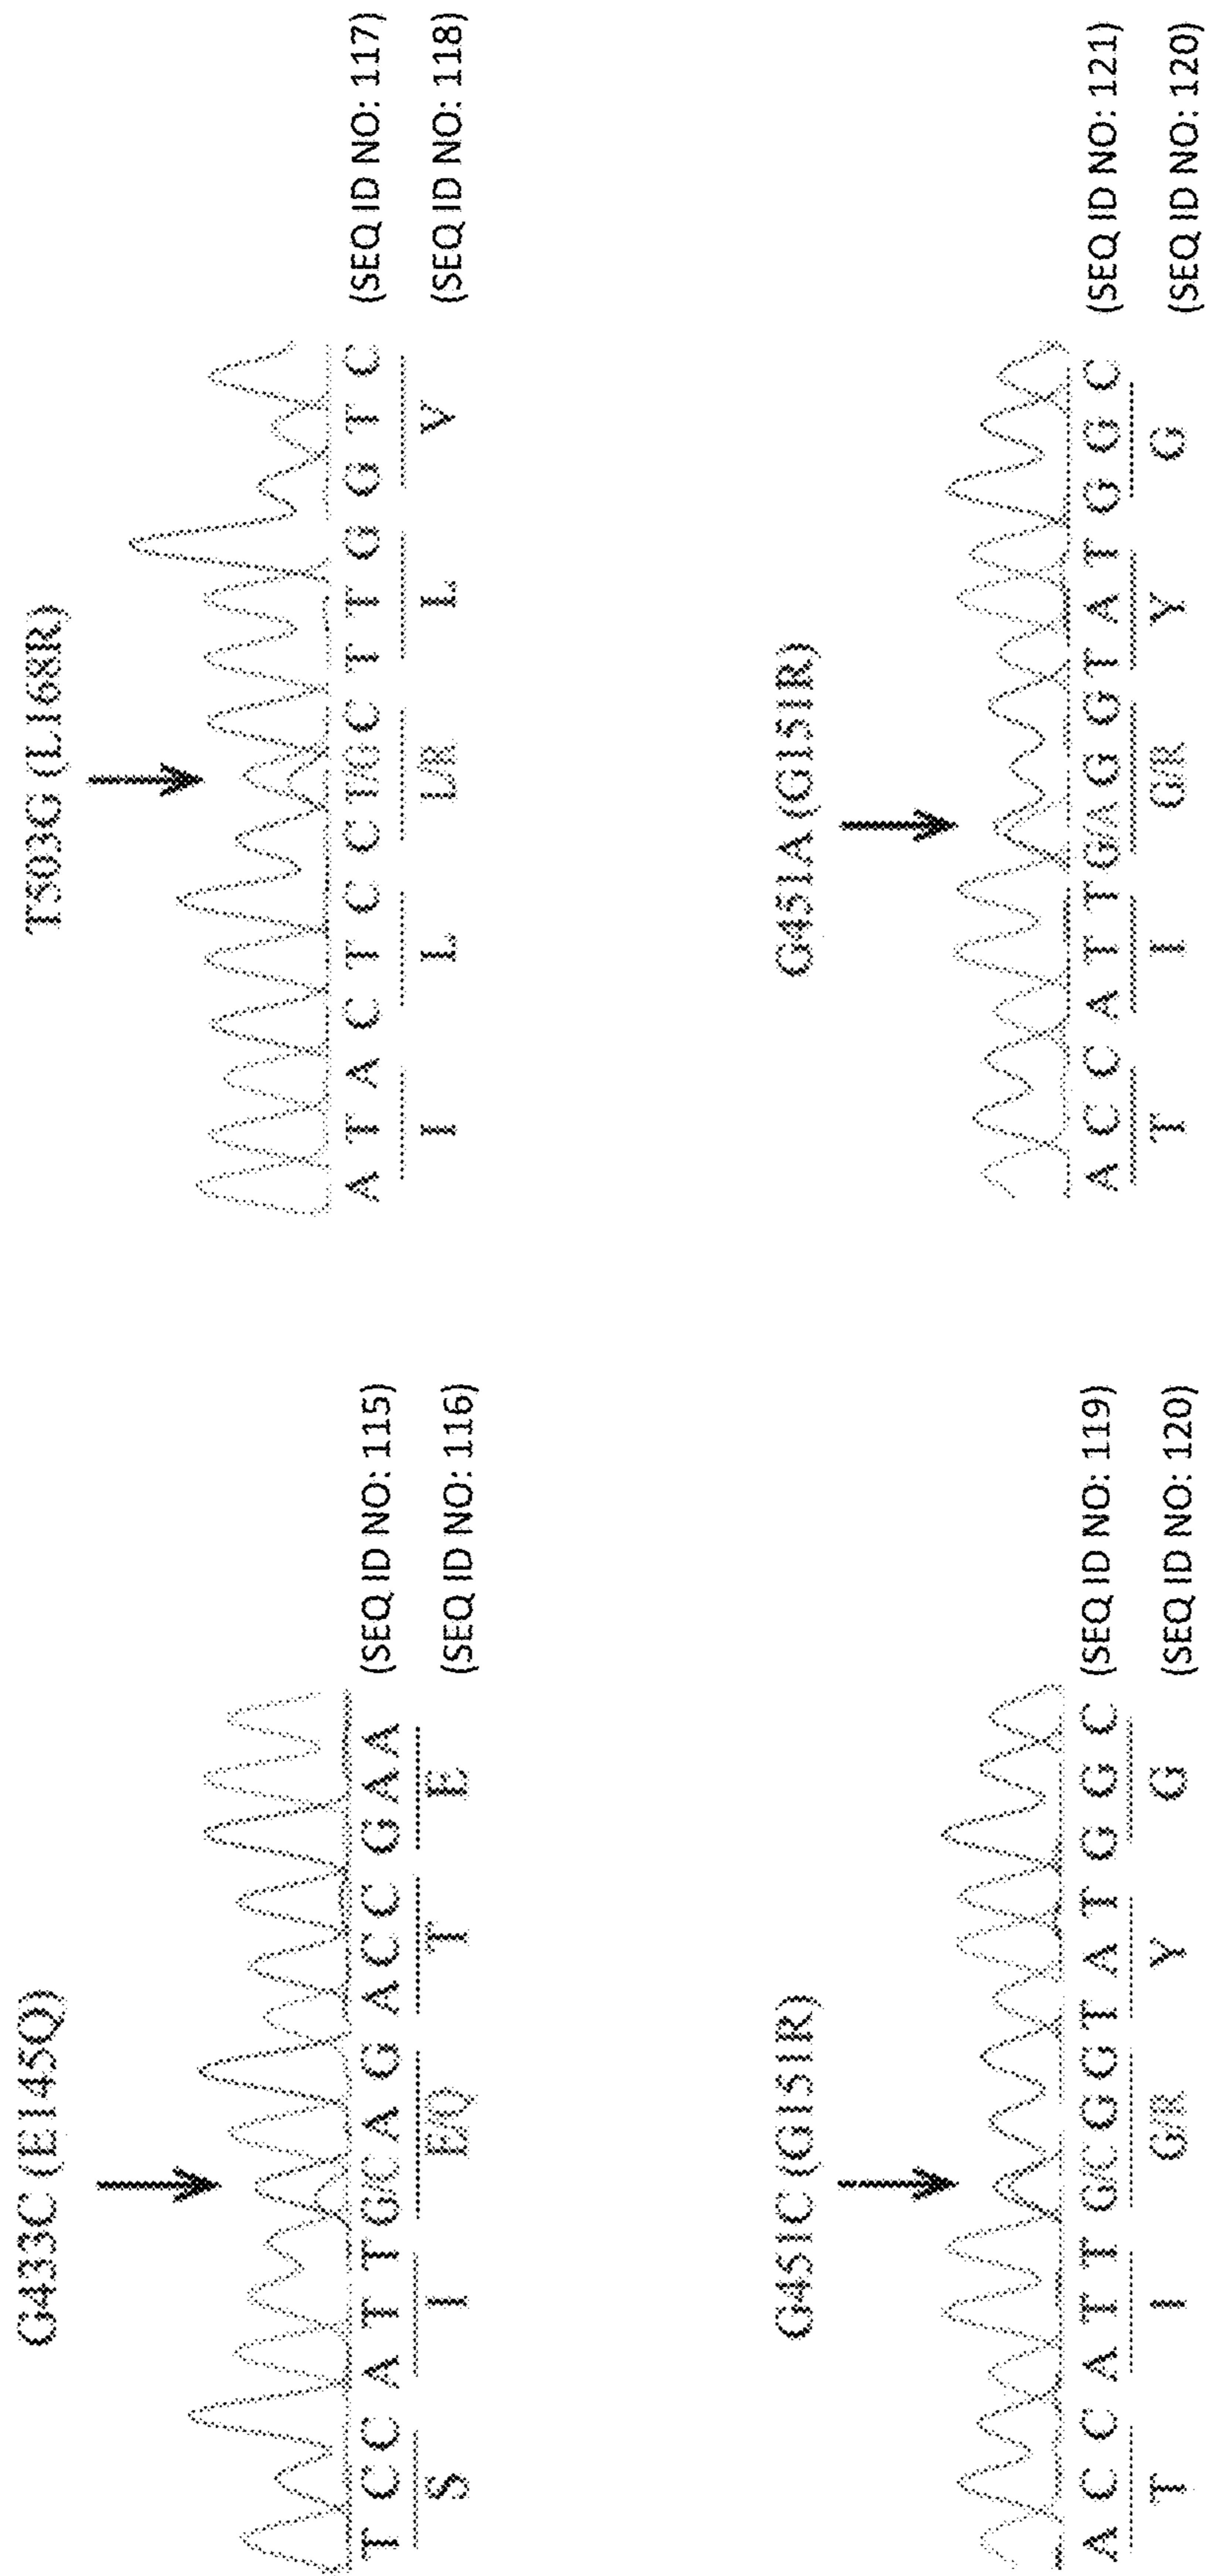 G433C (E145Q)
T C C A T T G/C A G A C C G A A (SEQ ID NO: 115)
S I E/Q T E (SEQ ID NO: 116)
T503G (L168R)
A T A C T C C T/G C T T G G T C (SEQ ID NO: 117)
I L L/R L V (SEQ ID NO: 118)
G451C (G151R)
A C C A T T G/C G G T A T G G C (SEQ ID NO: 119)
T I G/R Y G (SEQ ID NO: 120)
G451A (G151R)
A C C A T T G/A G G T A T G G C (SEQ ID NO: 121)
T I G/R Y G (SEQ ID NO: 120)